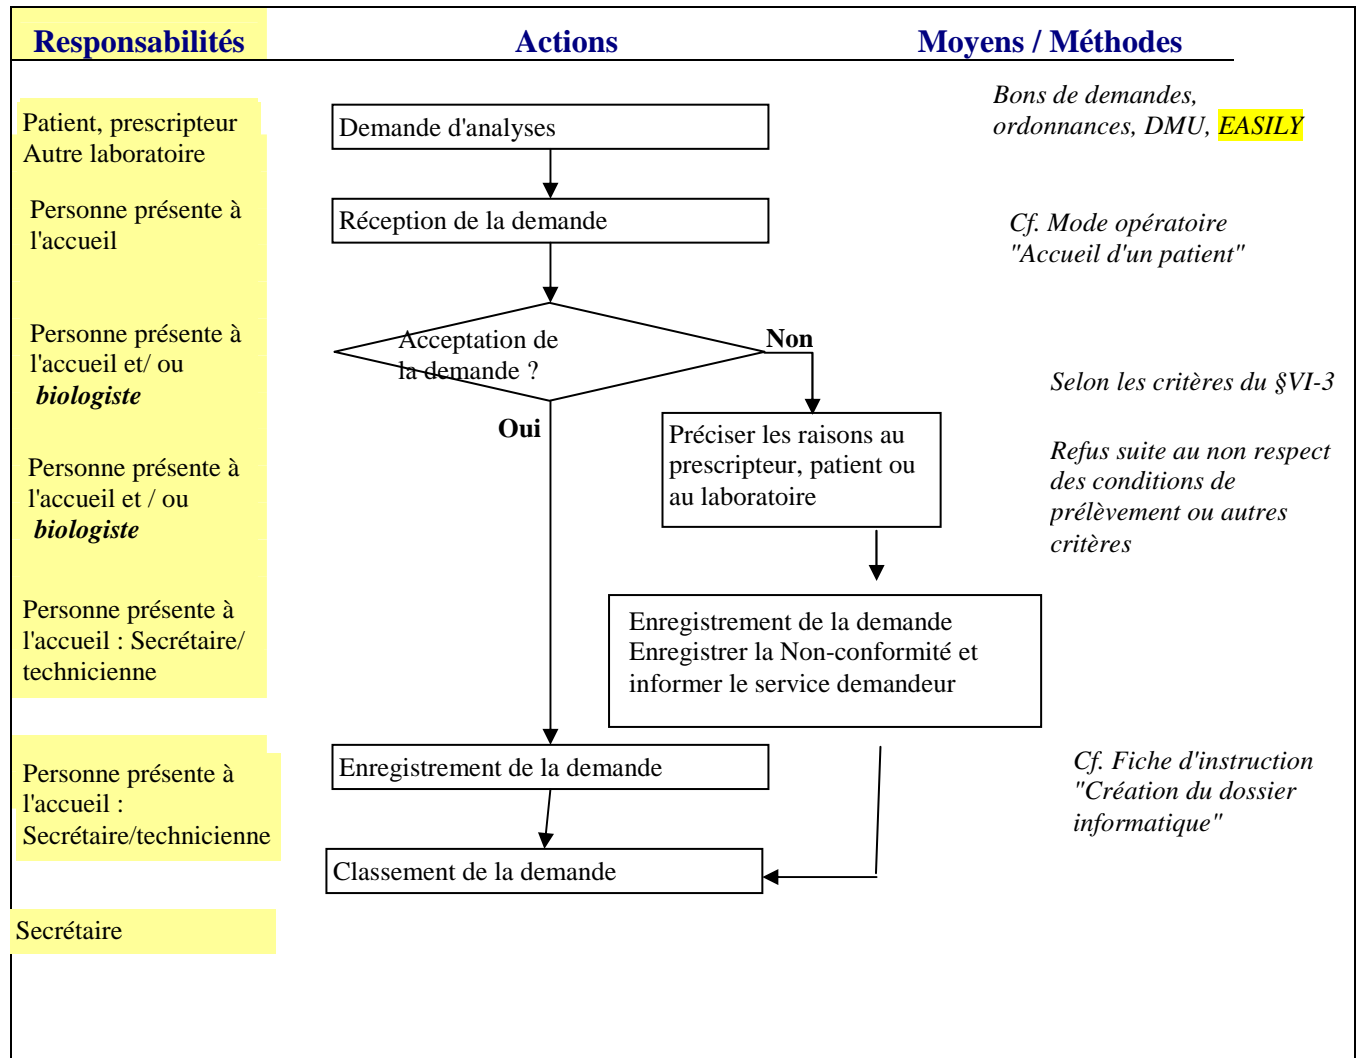 Responsabilités
Actions
Moyens / Méthodes
Patient, prescripteur
Autre laboratoire
Demande d'analyses
Bons de demandes,
ordonnances, DMU, EASILY
Personne présente à
l'accueil
Réception de la demande
Cf. Mode opératoire
"Accueil d'un patient"
Personne présente à
l'accueil et/ ou
biologiste
Acceptation de
la demande ?
Non
Oui
Selon les critères du §VI-3
Personne présente à
l'accueil et / ou
biologiste
Préciser les raisons au
prescripteur, patient ou
au laboratoire
Refus suite au non respect
des conditions de
prélèvement ou autres
critères
Personne présente à
l'accueil : Secrétaire/
technicienne
Enregistrement de la demande
Enregistrer la Non-conformité et
informer le service demandeur
Personne présente à
l'accueil :
Secrétaire/technicienne
Enregistrement de la demande
Cf. Fiche d'instruction
"Création du dossier
informatique"
Classement de la demande
Secrétaire